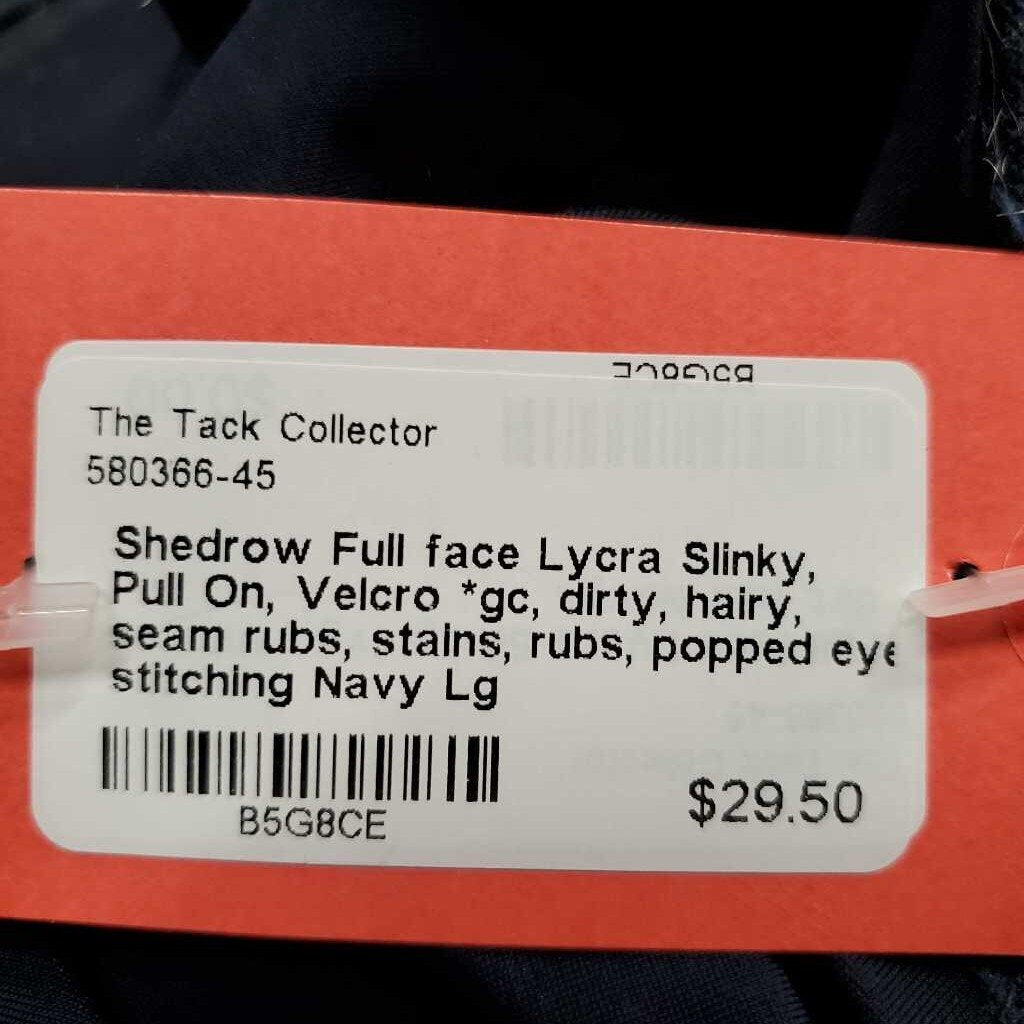 The Tack Collector
580366-45
Shedrow Full face Lycra Slinky,
Pull On, Velcro *gc, dirty, hairy,
seam rubs, stains, rubs, popped eye
stitching Navy Lg
B5G8CE
$29.50